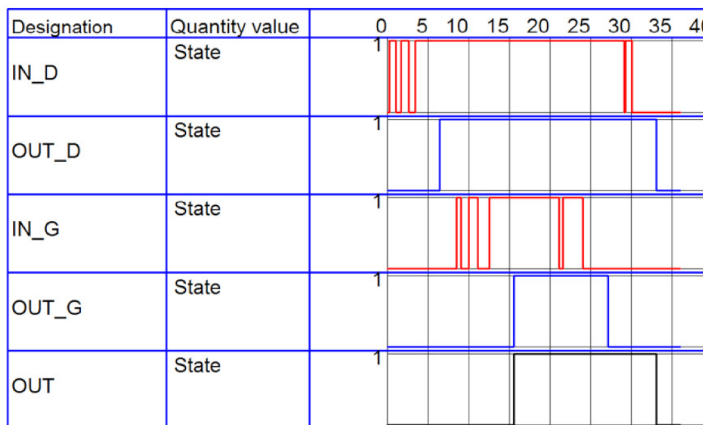 Designation Quantity value 0 5 10 15 20 25 30 35 40
IN_D State 1
OUT_D State 1
IN_G State 1
OUT_G State 1
OUT State 1